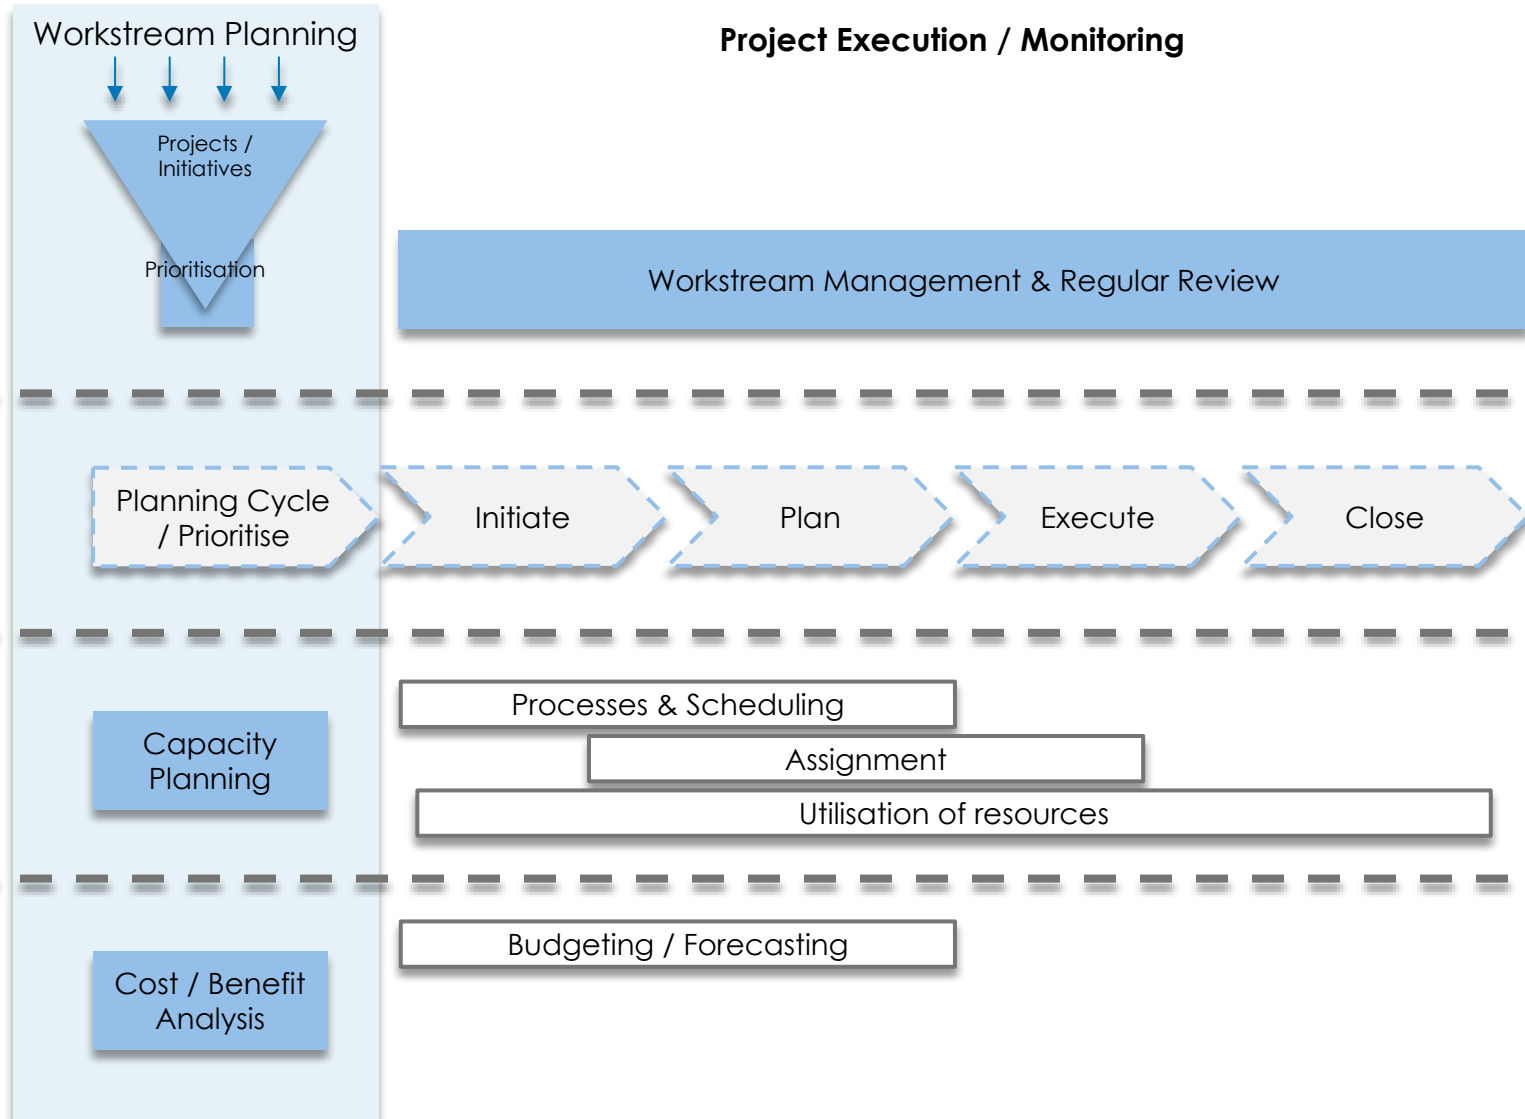 Workstream Planning
Project Execution / Monitoring
Projects /
Initiatives
Prioritisation
Workstream Management & Regular Review
Planning Cycle
/ Prioritise
Initiate
Plan
Execute
Close
Capacity
Planning
Processes & Scheduling
Assignment
Utilisation of resources
Cost / Benefit
Analysis
Budgeting / Forecasting